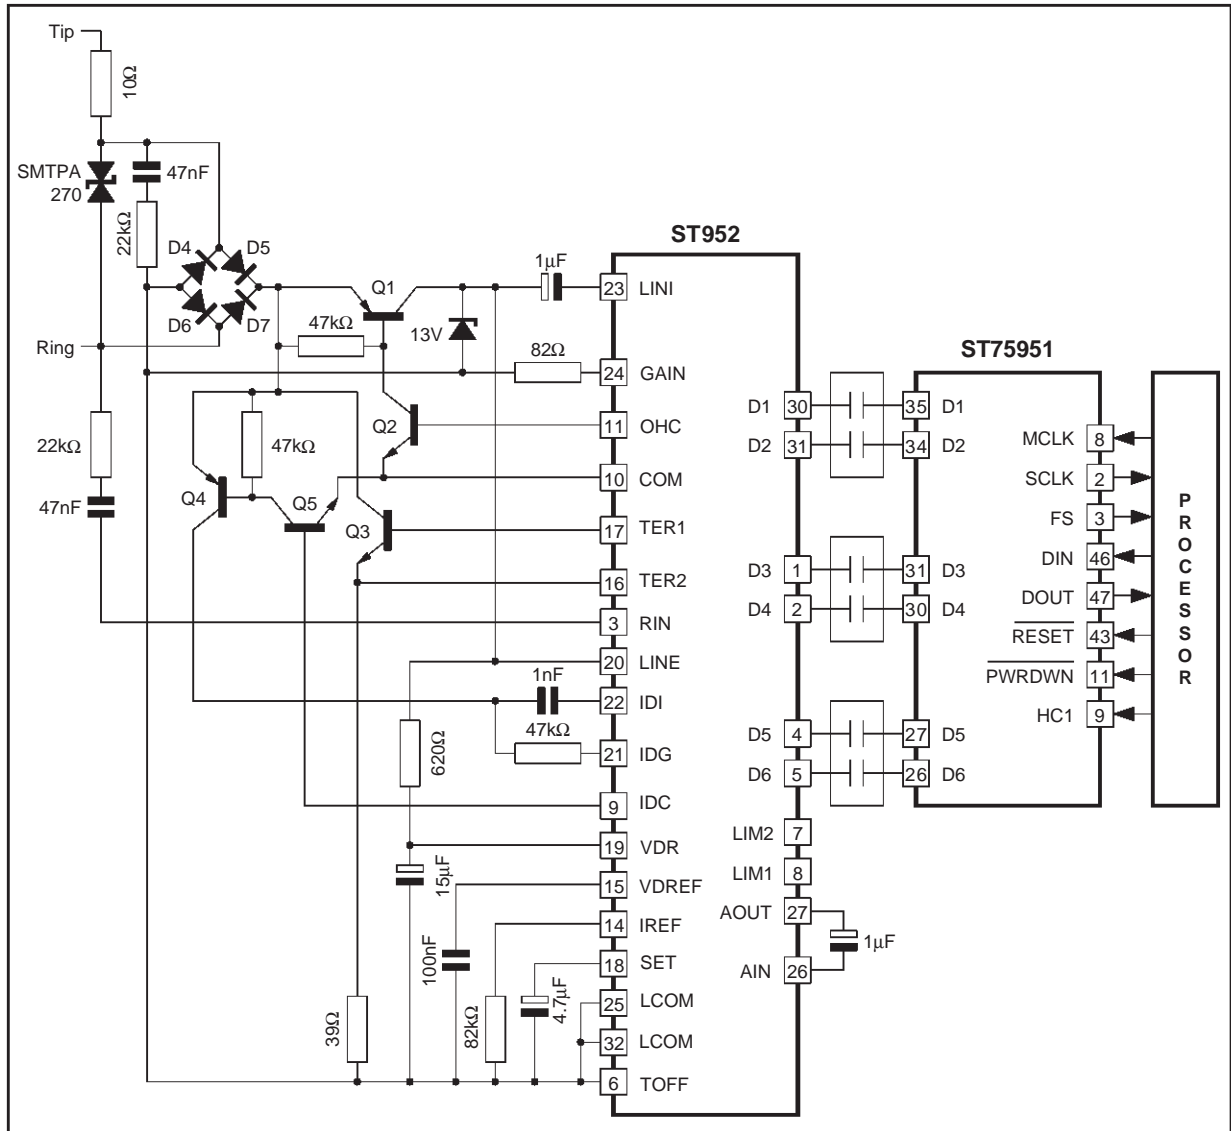 Tip
10Ω
SMTPA
270
47nF
22kΩ
D4
D5
D6
D7
Ring
22kΩ
47nF
Q1
47kΩ
13V
1µF
82Ω
Q2
47kΩ
Q4
Q5
Q3
1nF
47kΩ
620Ω
15µF
100nF
39Ω
82kΩ
4.7µF
ST952
23 LINI
24 GAIN
11 OHC
10 COM
17 TER1
16 TER2
3 RIN
20 LINE
22 IDI
21 IDG
9 IDC
19 VDR
15 VDREF
14 IREF
18 SET
25 LCOM
32 LCOM
6 TOFF
D1 30
D2 31
D3 1
D4 2
D5 4
D6 5
LIM2 7
LIM1 8
AOUT 27
AIN 26
1µF
ST75951
35 D1
34 D2
31 D3
30 D4
27 D5
26 D6
MCLK 8
SCLK 2
FS 3
DIN 46
DOUT 47
RESET 43
PWRDWN 11
HC1 9
PROCESSOR